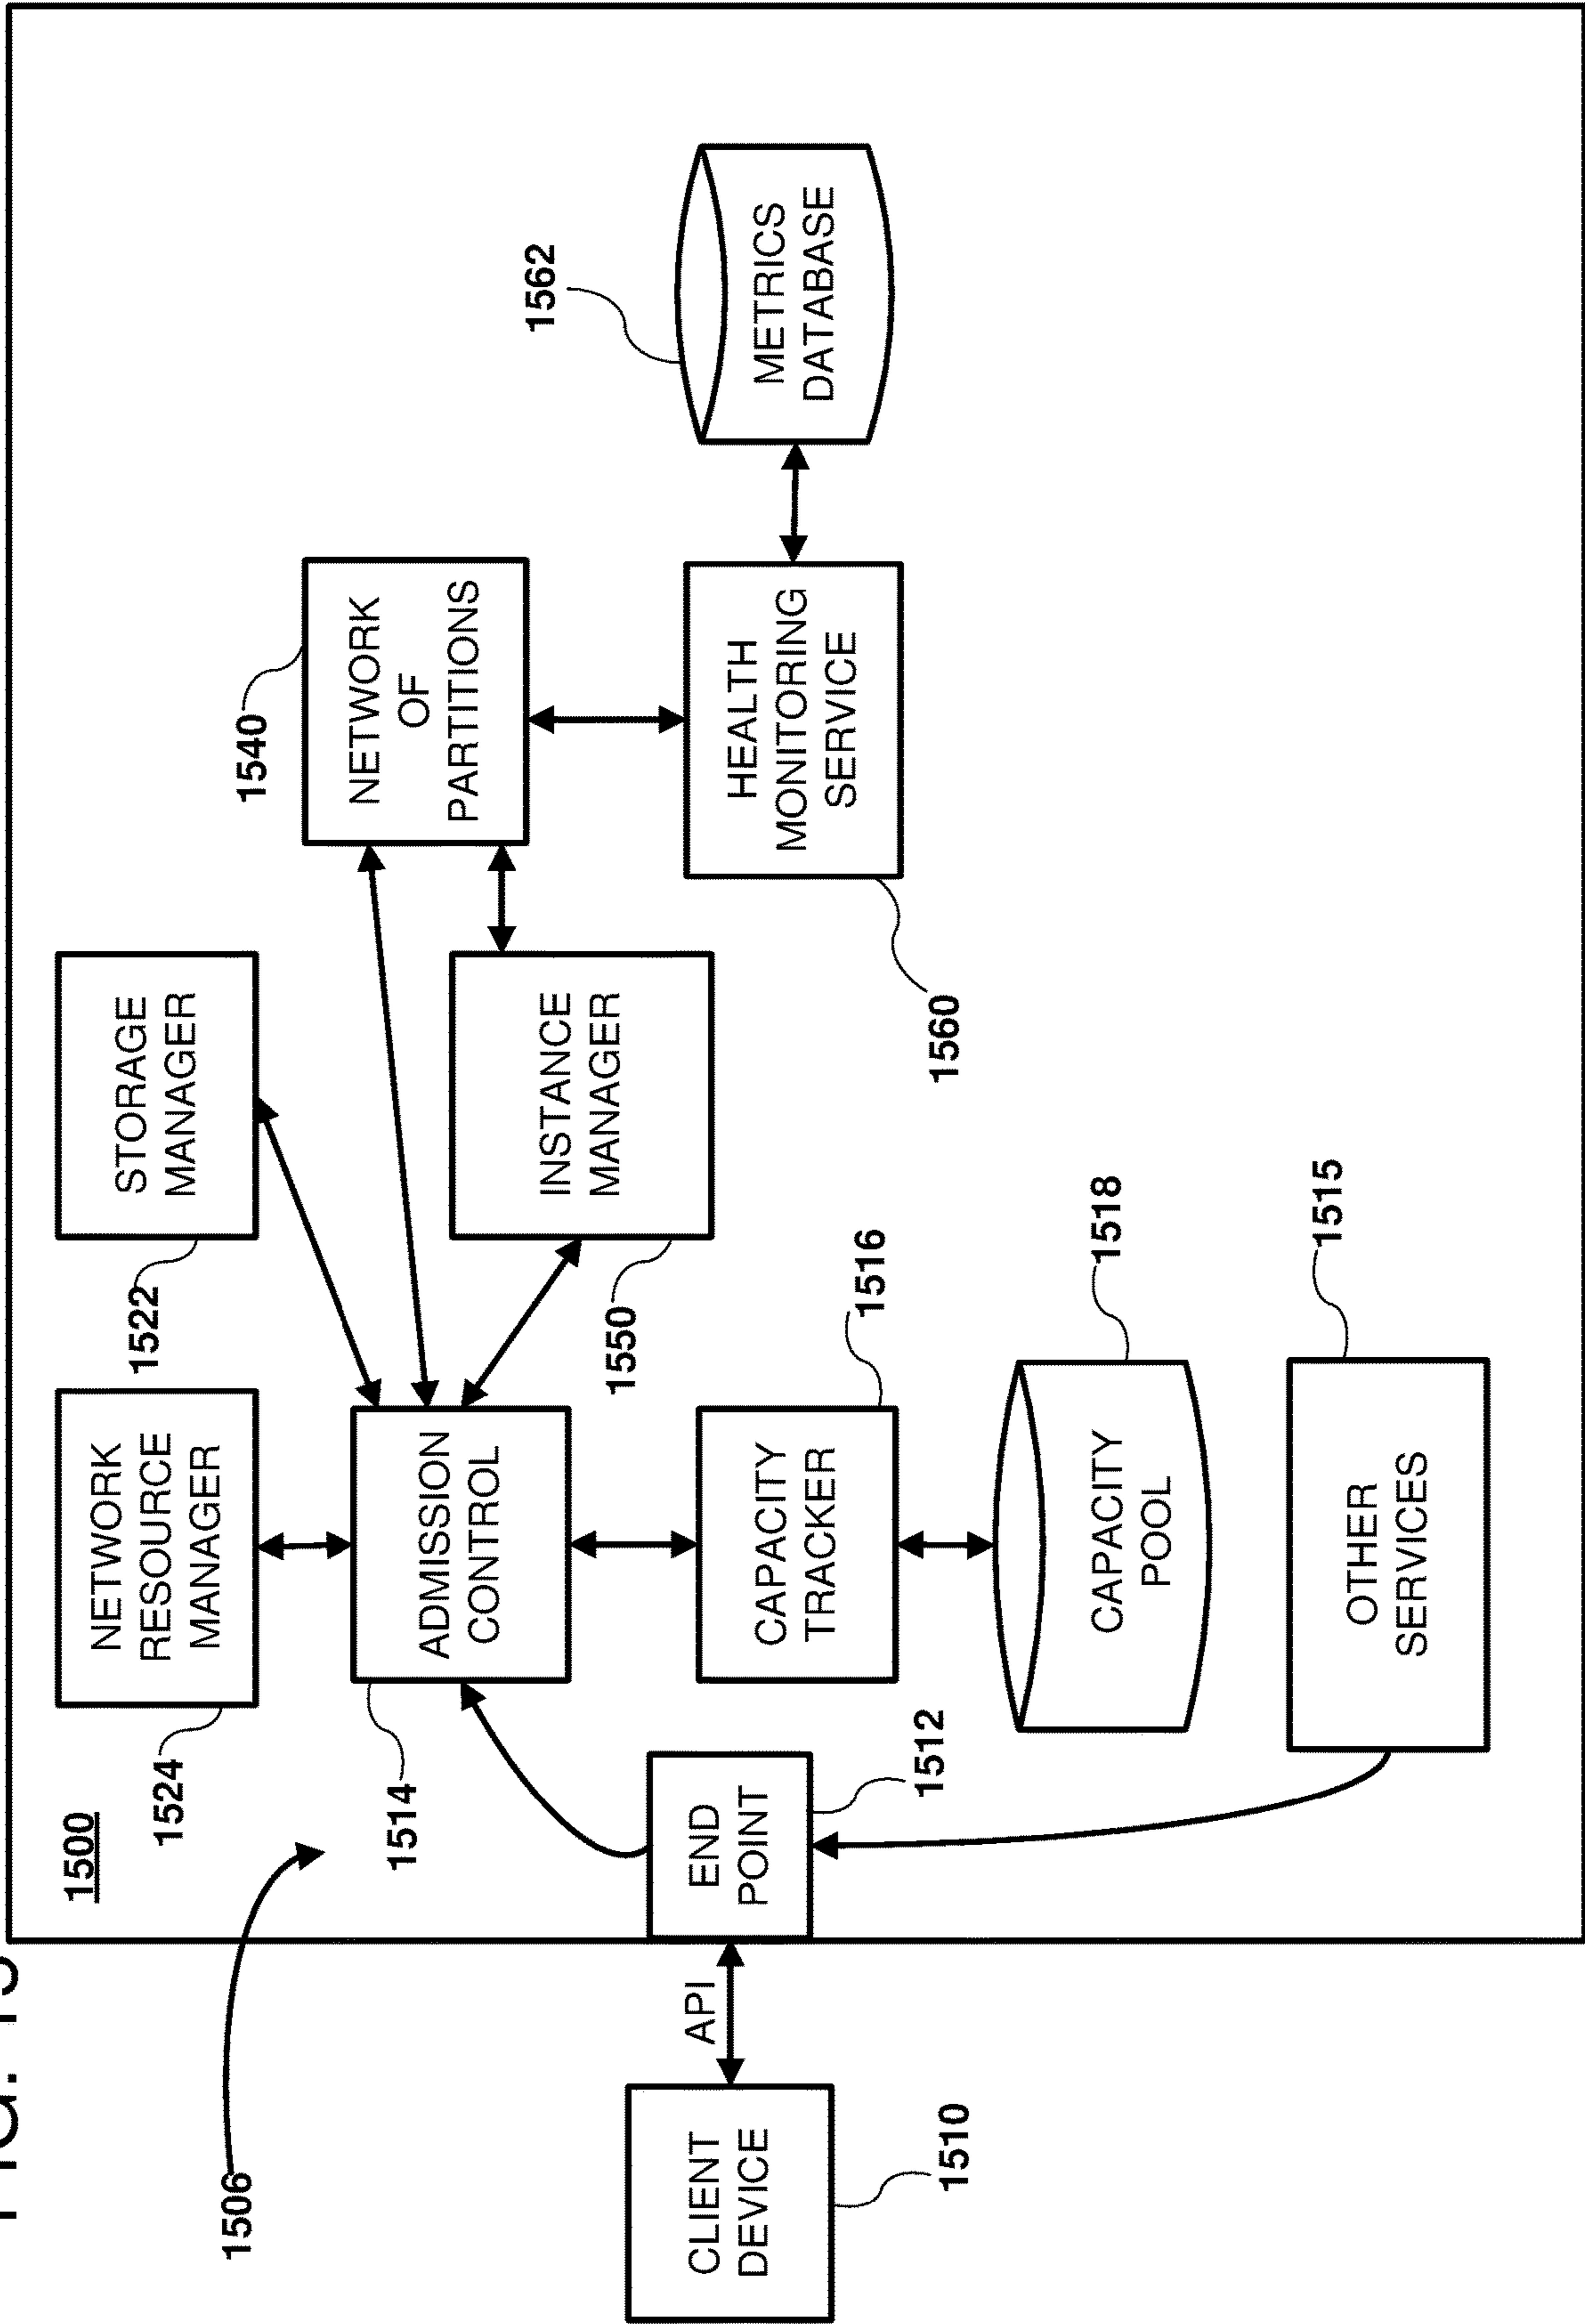 FIG. 15
1500
1506
1524
NETWORK
RESOURCE
MANAGER
1522
STORAGE
MANAGER
1514
ADMISSION
CONTROL
1540
NETWORK
OF
PARTITIONS
1550
INSTANCE
MANAGER
1562
METRICS
DATABASE
CLIENT
DEVICE
1510
API
END
POINT
1512
CAPACITY
TRACKER
1516
HEALTH
MONITORING
SERVICE
1560
CAPACITY
POOL
1518
OTHER
SERVICES
1515